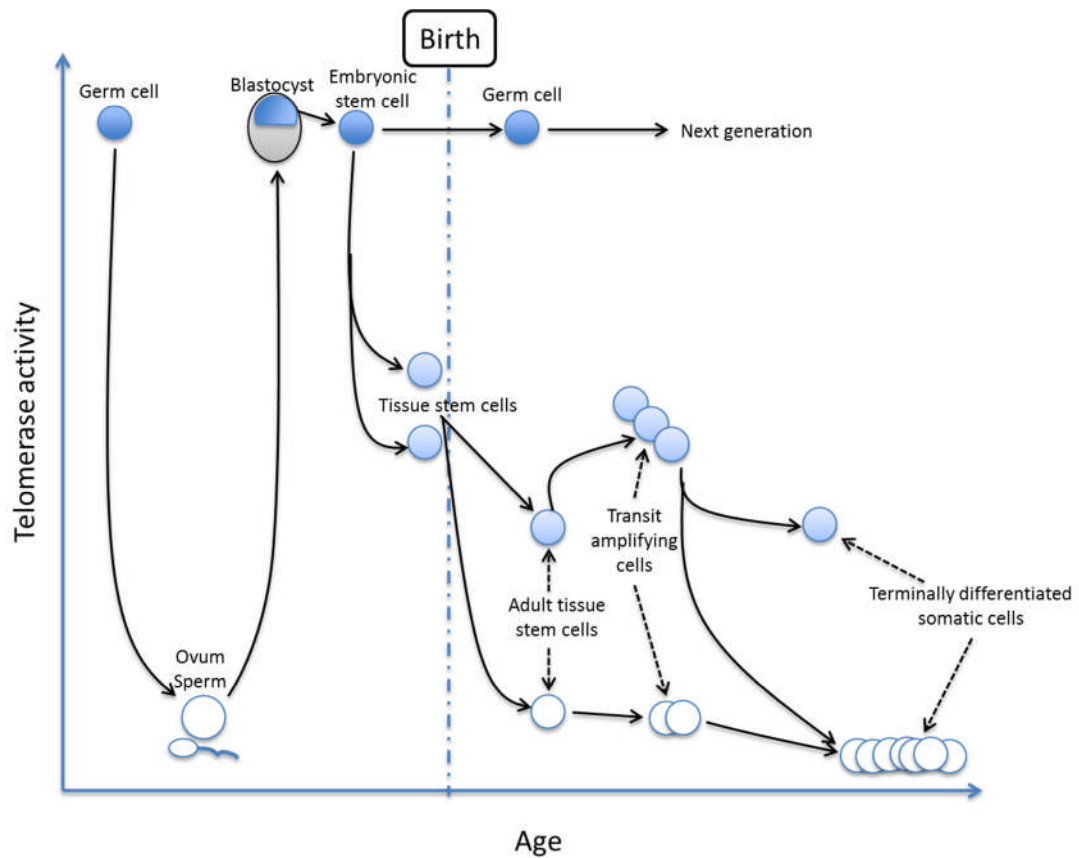 Birth
Germ cell
Blastocyst
Embryonic
stem cell
Germ cell
Next generation
Telomerase activity
Tissue stem cells
Transit
amplifying
cells
Adult tissue
stem cells
Terminally differentiated
somatic cells
Ovum
Sperm
Age